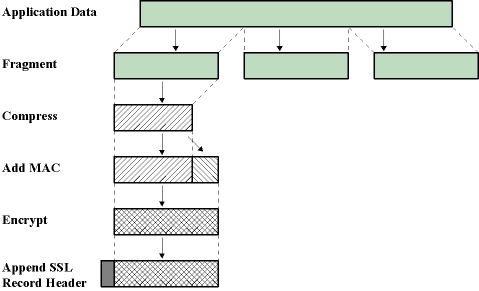 Application Data
Fragment
Compress
Add MAC
Encrypt
Append SSL
Record Header